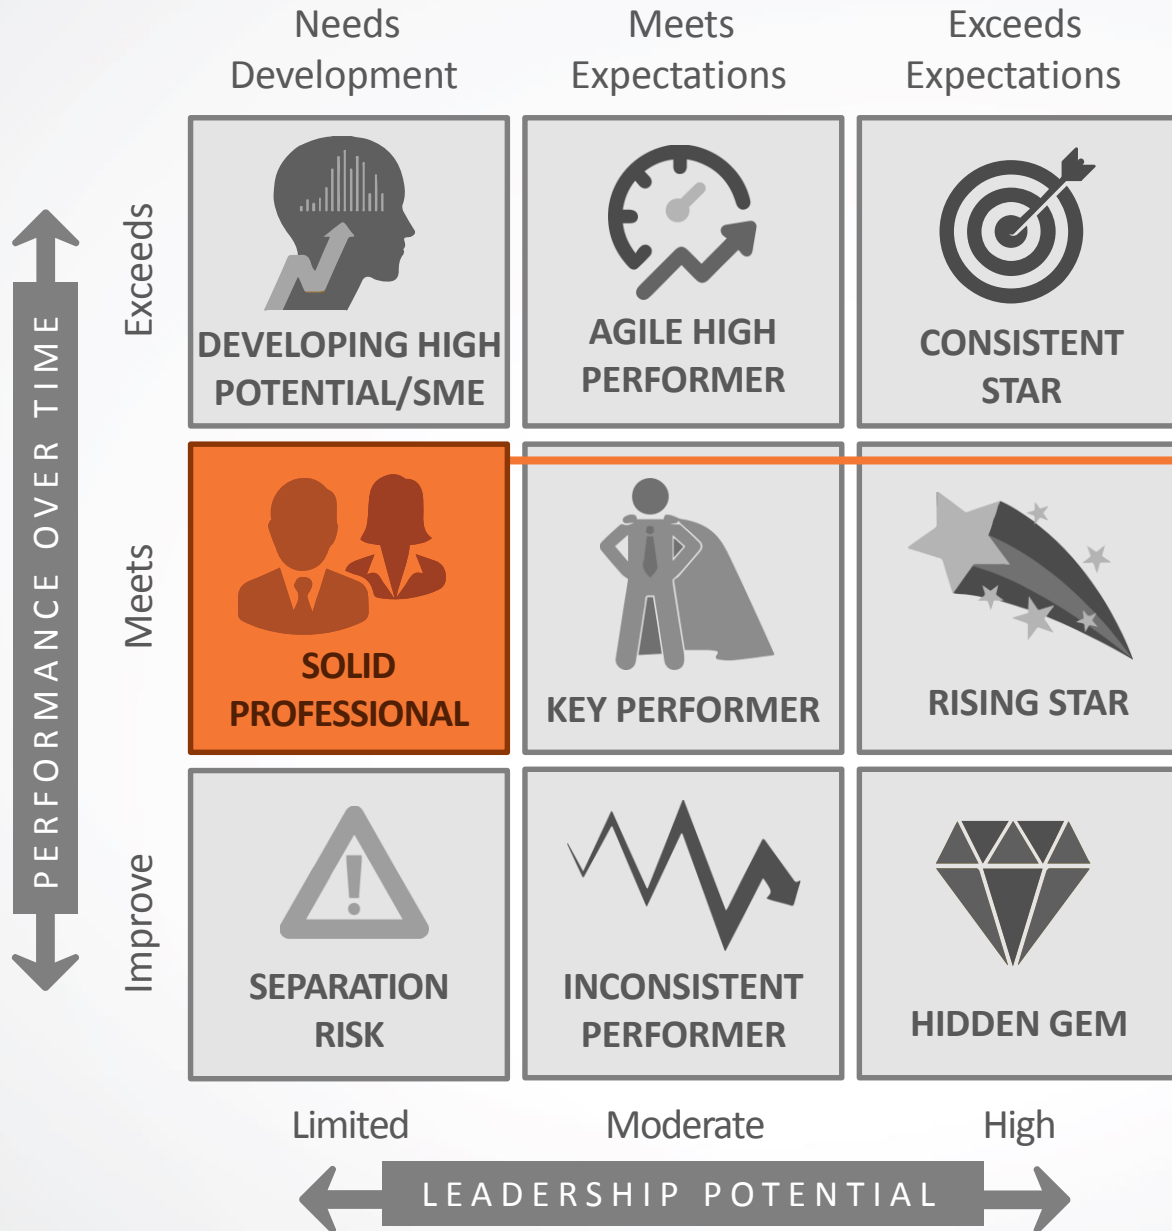 Needs
Development
Meets
Expectations
Exceeds
Expectations
PERFORMANCE OVER TIME
Exceeds
DEVELOPING HIGH
POTENTIAL/SME
AGILE HIGH
PERFORMER
CONSISTENT
STAR
Meets
SOLID
PROFESSIONAL
KEY PERFORMER
RISING STAR
Improve
SEPARATION
RISK
INCONSISTENT
PERFORMER
HIDDEN GEM
Limited
Moderate
High
LEADERSHIP POTENTIAL